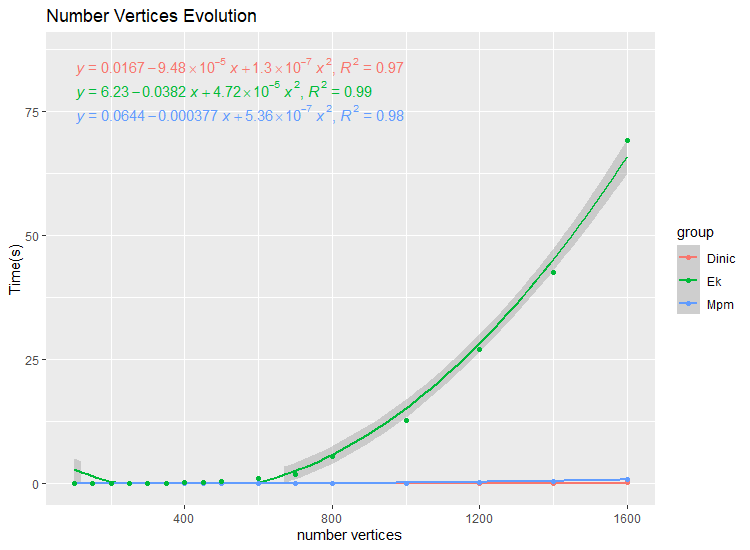 Number Vertices Evolution
y = 0.0167 − 9.48 × 10⁻⁵ x + 1.3 × 10⁻⁷ x², R² = 0.97
y = 6.23 − 0.0382 x + 4.72 × 10⁻⁵ x², R² = 0.99
y = 0.0644 − 0.000377 x + 5.36 × 10⁻⁷ x², R² = 0.98
75
50
25
0
Time(s)
400 800 1200 1600
number vertices
group
Dinic
Ek
Mpm